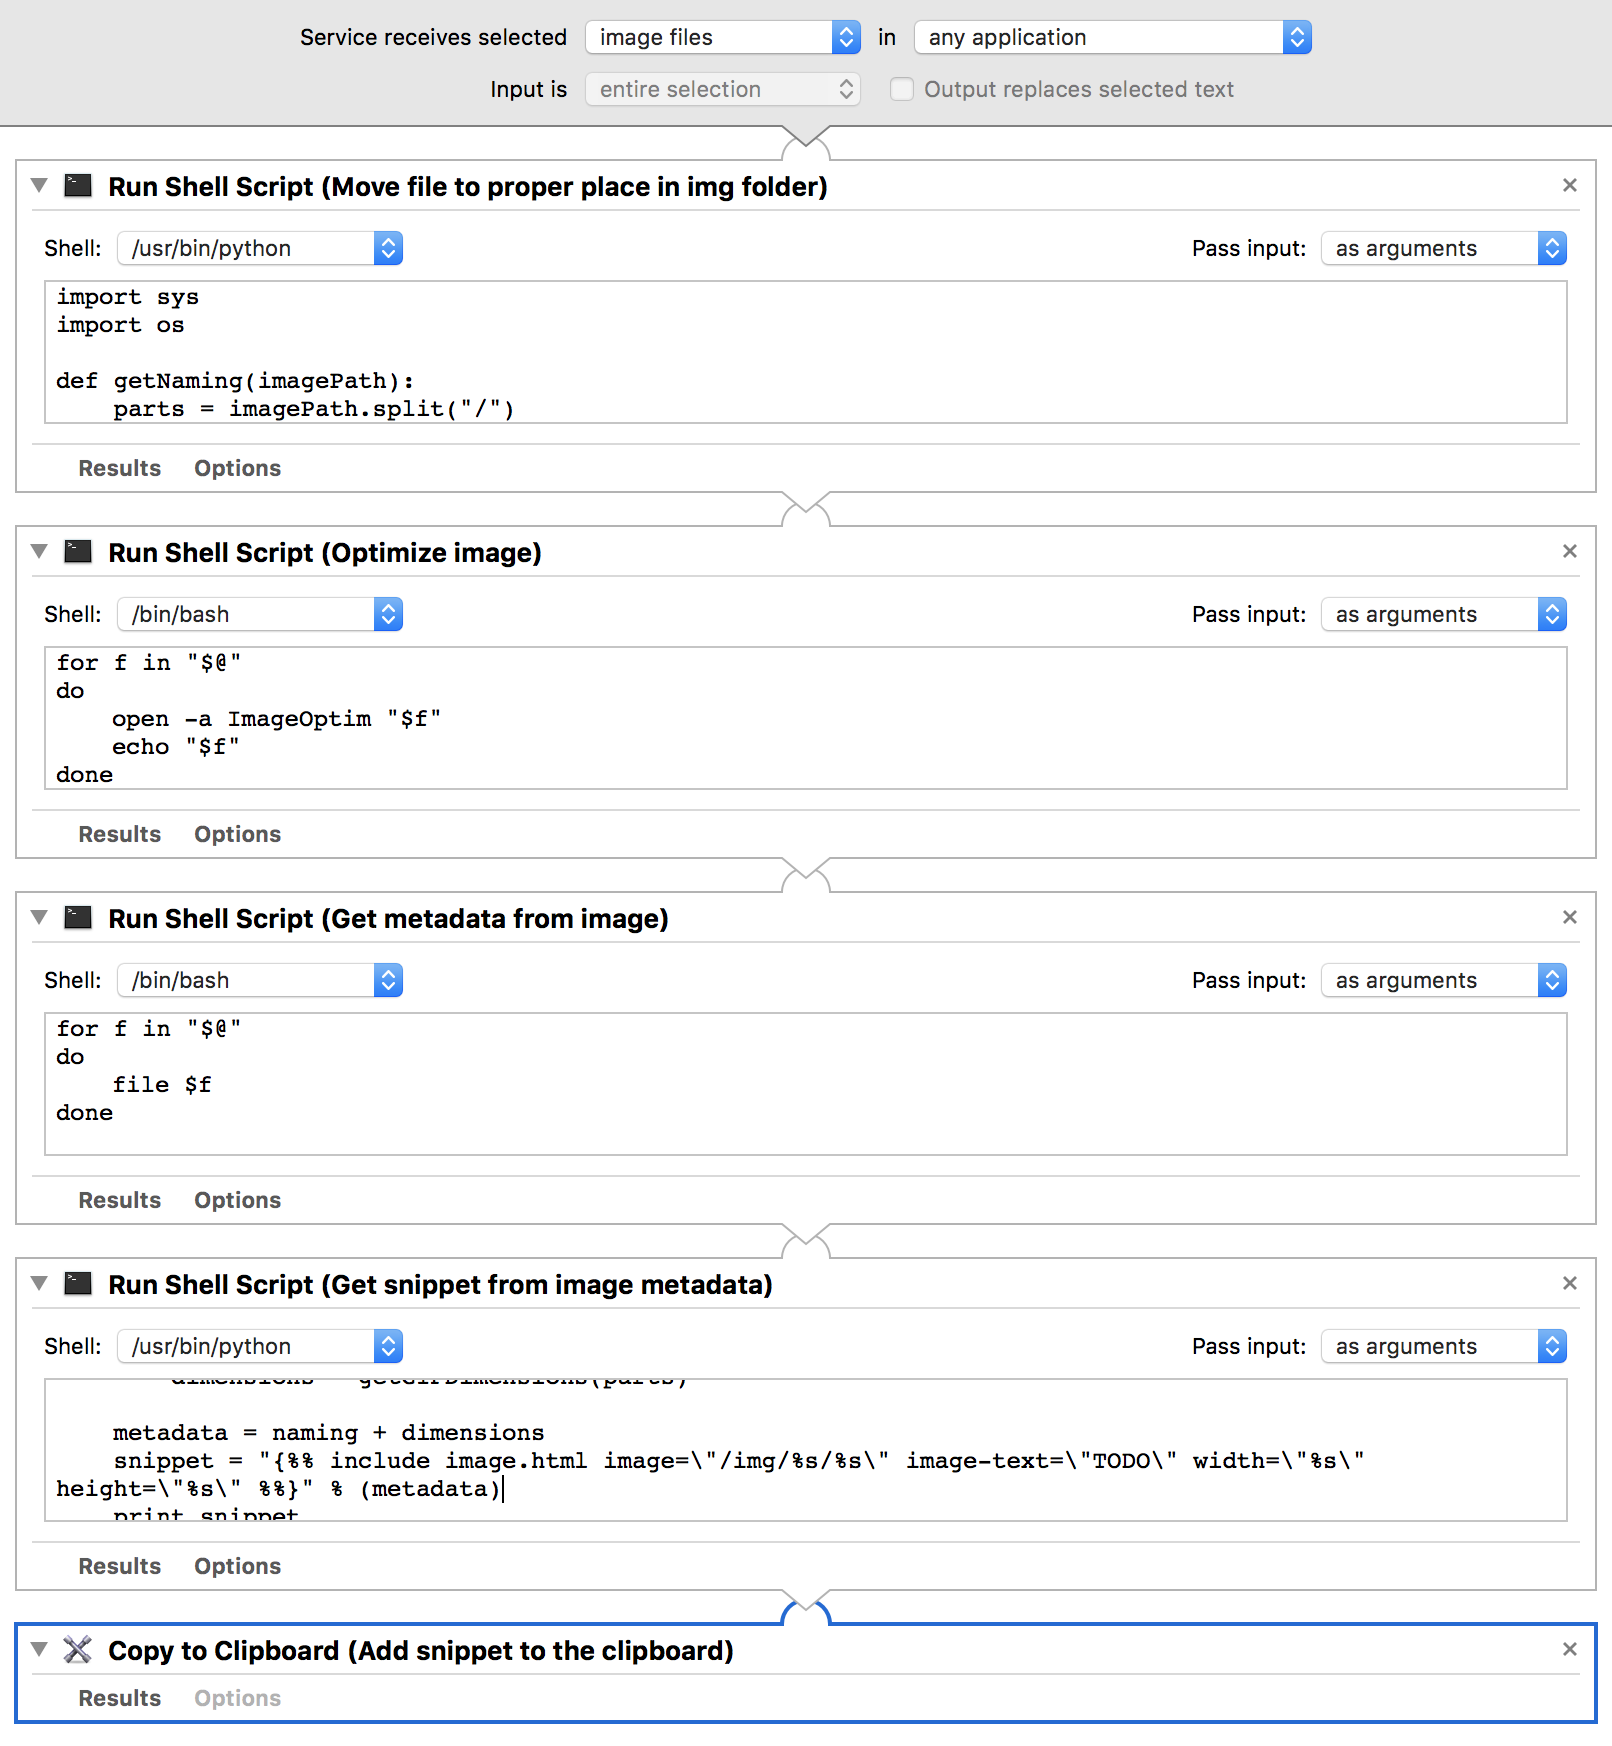 Service receives selected image files in any application
Input is entire selection Output replaces selected text
Run Shell Script (Move file to proper place in img folder)
Shell: /usr/bin/python Pass input: as arguments
import sys
import os
def getNaming(imagePath):
    parts = imagePath.split("/")
Results Options
Run Shell Script (Optimize image)
Shell: /bin/bash Pass input: as arguments
for f in "$@"
do
    open -a ImageOptim "$f"
    echo "$f"
done
Results Options
Run Shell Script (Get metadata from image)
Shell: /bin/bash Pass input: as arguments
for f in "$@"
do
    file $f
done
Results Options
Run Shell Script (Get snippet from image metadata)
Shell: /usr/bin/python Pass input: as arguments
    metadata = naming + dimensions
    snippet = "{%% include image.html image=\"/img/%s/%s\" image-text=\"TODO\" width=\"%s\"
height=\"%s\" %%}" % (metadata)
    print snippet
Results Options
Copy to Clipboard (Add snippet to the clipboard)
Results Options